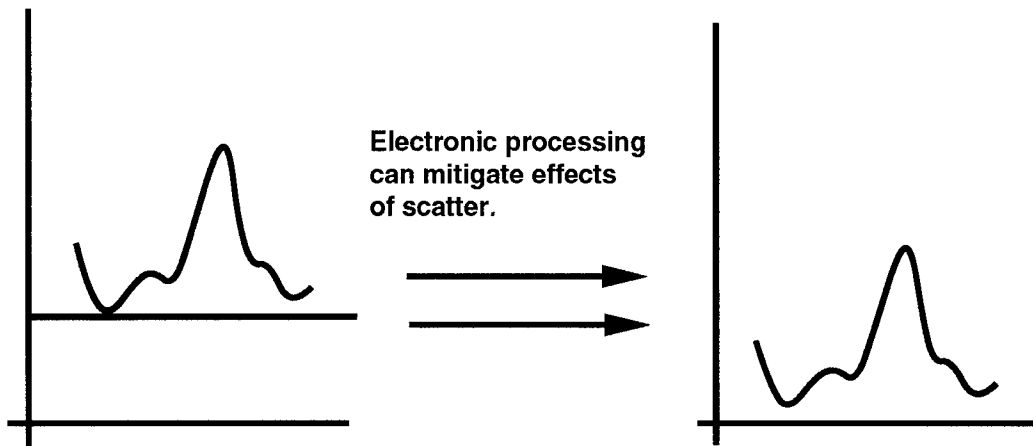 Electronic processing
can mitigate effects
of scatter.